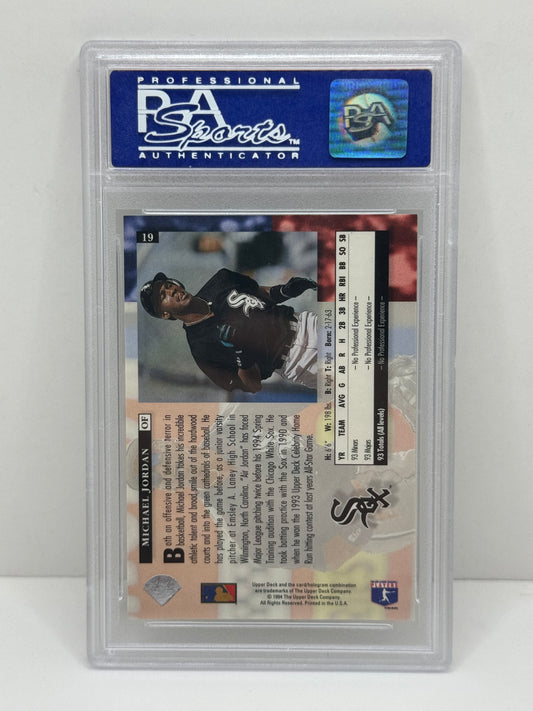 PROFESSIONAL
PSA
Sports™
AUTHENTICATOR
PSA
19
MICHAEL JORDAN OF
Both an offensive and defensive terror in
basketball, Michael Jordan takes his incredible
athletic talent and broad smile out of the hardwood
courts and into the green cathedrals of baseball. He
has played the game before, as a junior varsity
pitcher at Emsley A. Laney High School in
Wilmington, North Carolina. "Air Jordan" has faced
Major League pitching twice before his 1994 Spring
Training audition with the Chicago White Sox. He
took batting practice with the Sox in 1990 and
when he won the 1993 Upper Deck Celebrity Home
Run hitting contest at last years All-Star Game.
H: 6'6" W: 198 lbs. B: Right T: Right Born: 2-17-63
YR TEAM AVG G AB R H 2B 3B HR RBI BB SO SB
93 Minors – No Professional Experience –
93 Majors – No Professional Experience –
93 Totals (All levels) – No Professional Experience –
Sox
Sox
Upper Deck and the card/hologram combination
are trademarks of The Upper Deck Company.
© 1994 The Upper Deck Company.
All Rights Reserved. Printed in the U.S.A.
PLAYERS